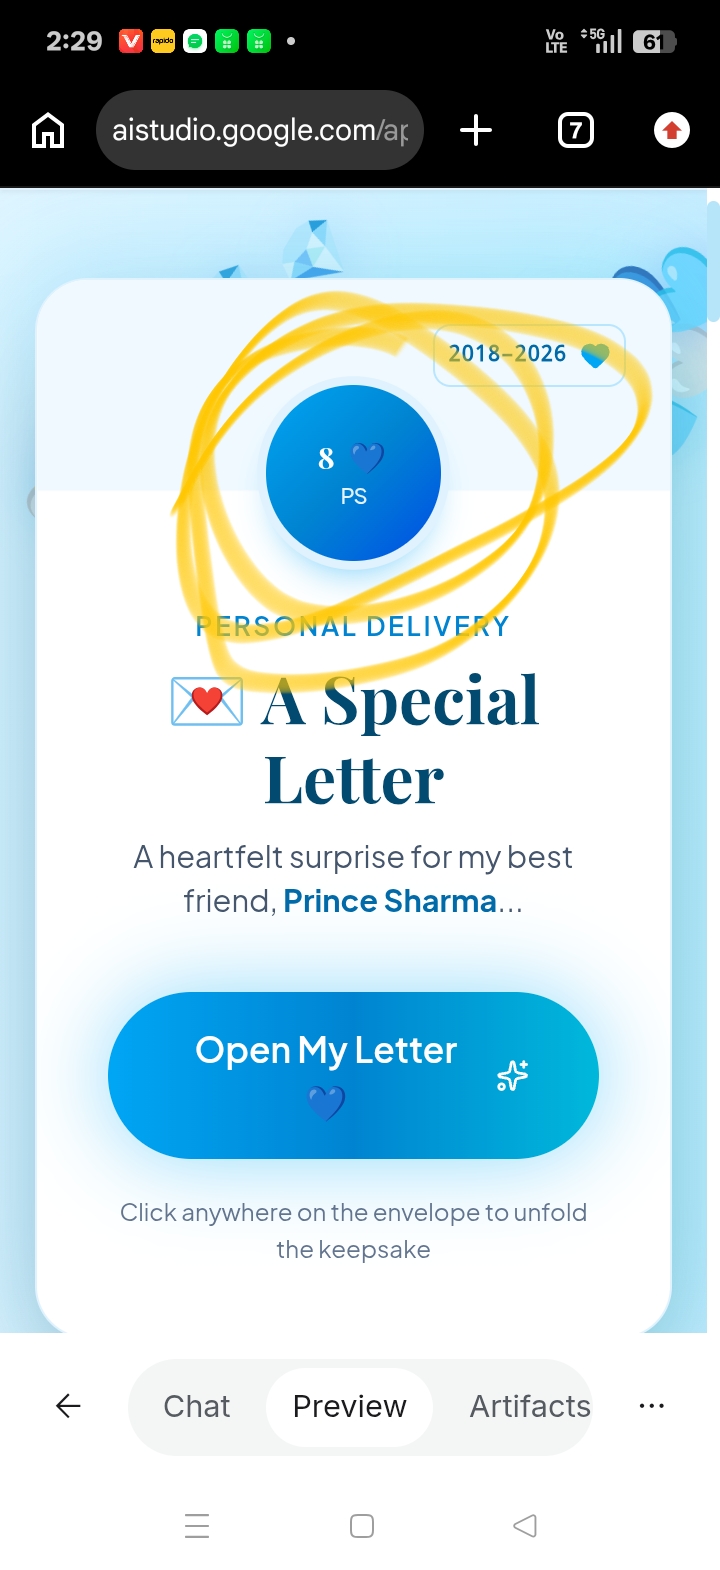 2:29
rapido
Vo
LTE
5G
61
aistudio.google.com/ap
7
2018–2026 💙
8 💙
PS
PERSONAL DELIVERY
💌 A Special
Letter
A heartfelt surprise for my best
friend, Prince Sharma...
Open My Letter
💙
Click anywhere on the envelope to unfold
the keepsake
Chat Preview Artifacts